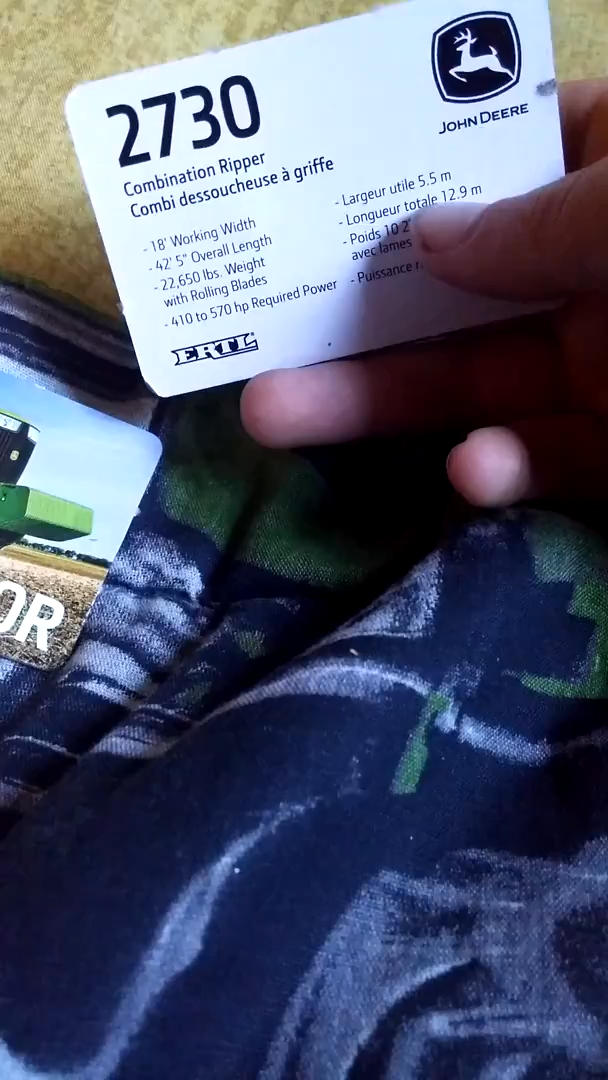 2730
JOHN DEERE
Combination Ripper
Combi dessoucheuse à griffe
- 18' Working Width
- 42' 5" Overall Length
- 22,650 lbs. Weight
with Rolling Blades
- 410 to 570 hp Required Power
- Largeur utile 5.5 m
- Longueur totale 12.9 m
- Poids 10 2
avec lames
- Puissance
ERTL
OR